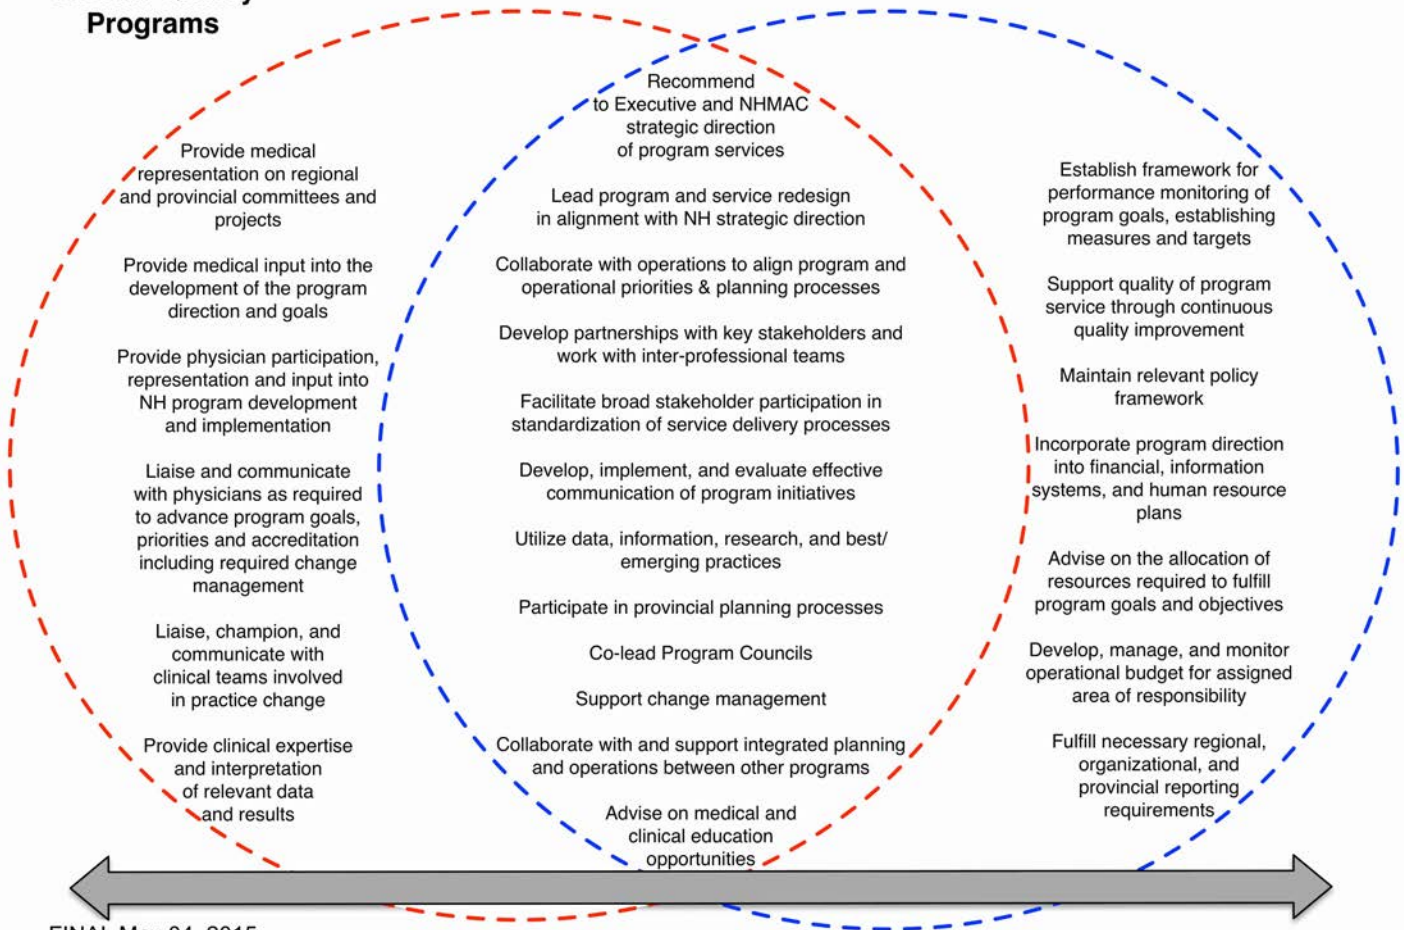 Programs
Provide medical
representation on regional
and provincial committees and
projects
Provide medical input into the
development of the program
direction and goals
Provide physician participation,
representation and input into
NH program development
and implementation
Liaise and communicate
with physicians as required
to advance program goals,
priorities and accreditation
including required change
management
Liaise, champion, and
communicate with
clinical teams involved
in practice change
Provide clinical expertise
and interpretation
of relevant data
and results
Recommend
to Executive and NHMAC
strategic direction
of program services
Lead program and service redesign
in alignment with NH strategic direction
Collaborate with operations to align program and
operational priorities & planning processes
Develop partnerships with key stakeholders and
work with inter-professional teams
Facilitate broad stakeholder participation in
standardization of service delivery processes
Develop, implement, and evaluate effective
communication of program initiatives
Utilize data, information, research, and best/
emerging practices
Participate in provincial planning processes
Co-lead Program Councils
Support change management
Collaborate with and support integrated planning
and operations between other programs
Advise on medical and
clinical education
opportunities
Establish framework for
performance monitoring of
program goals, establishing
measures and targets
Support quality of program
service through continuous
quality improvement
Maintain relevant policy
framework
Incorporate program direction
into financial, information
systems, and human resource
plans
Advise on the allocation of
resources required to fulfill
program goals and objectives
Develop, manage, and monitor
operational budget for assigned
area of responsibility
Fulfill necessary regional,
organizational, and
provincial reporting
requirements
FINAL May 04, 2015